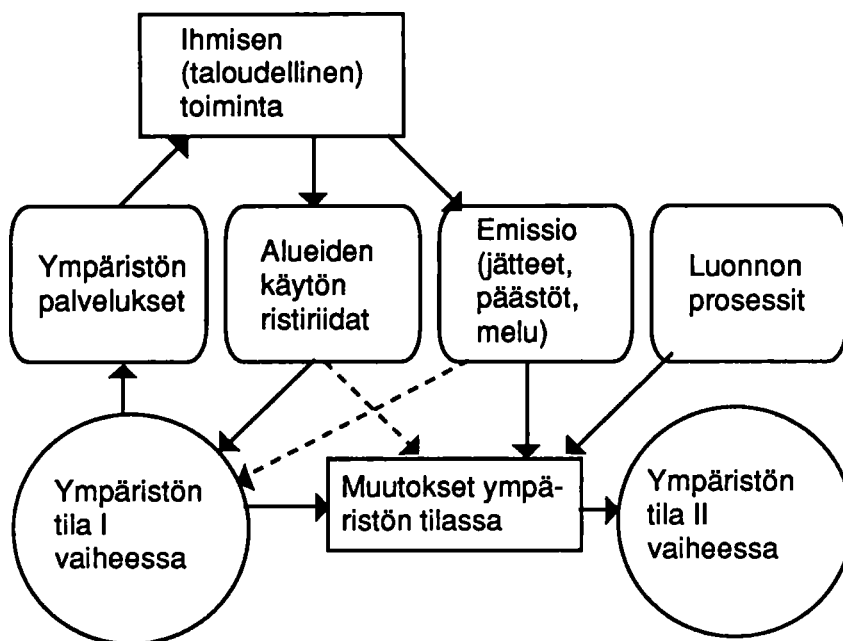 Ihmisen
(taloudellinen)
toiminta
Ympäristön
palvelukset
Alueiden
käytön
ristiriidat
Emissio
(jätteet,
päästöt,
melu)
Luonnon
prosessit
Ympäristön
tila I
vaiheessa
Muutokset ympä-
ristön tilassa
Ympäristön
tila II
vaiheessa